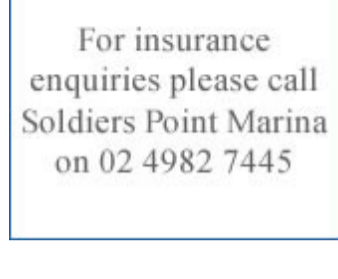 For insurance
enquiries please call
Soldiers Point Marina
on 02 4982 7445